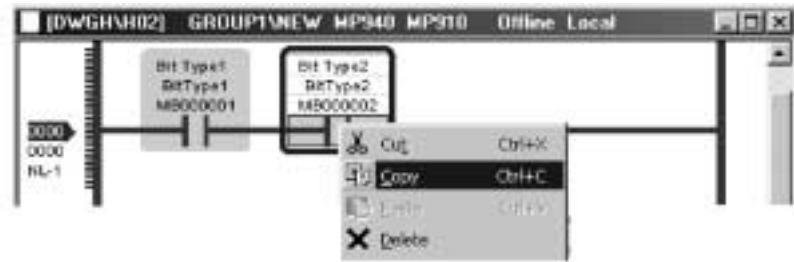 [DWGH\H02] GROUP1\NEW MP940 MP910 Offline Local
Bit Type1
BitType1
MB000001
Bit Type2
BitType2
MB000002
0000
0000
NL-1
Cut Ctrl+X
Copy Ctrl+C
Delete